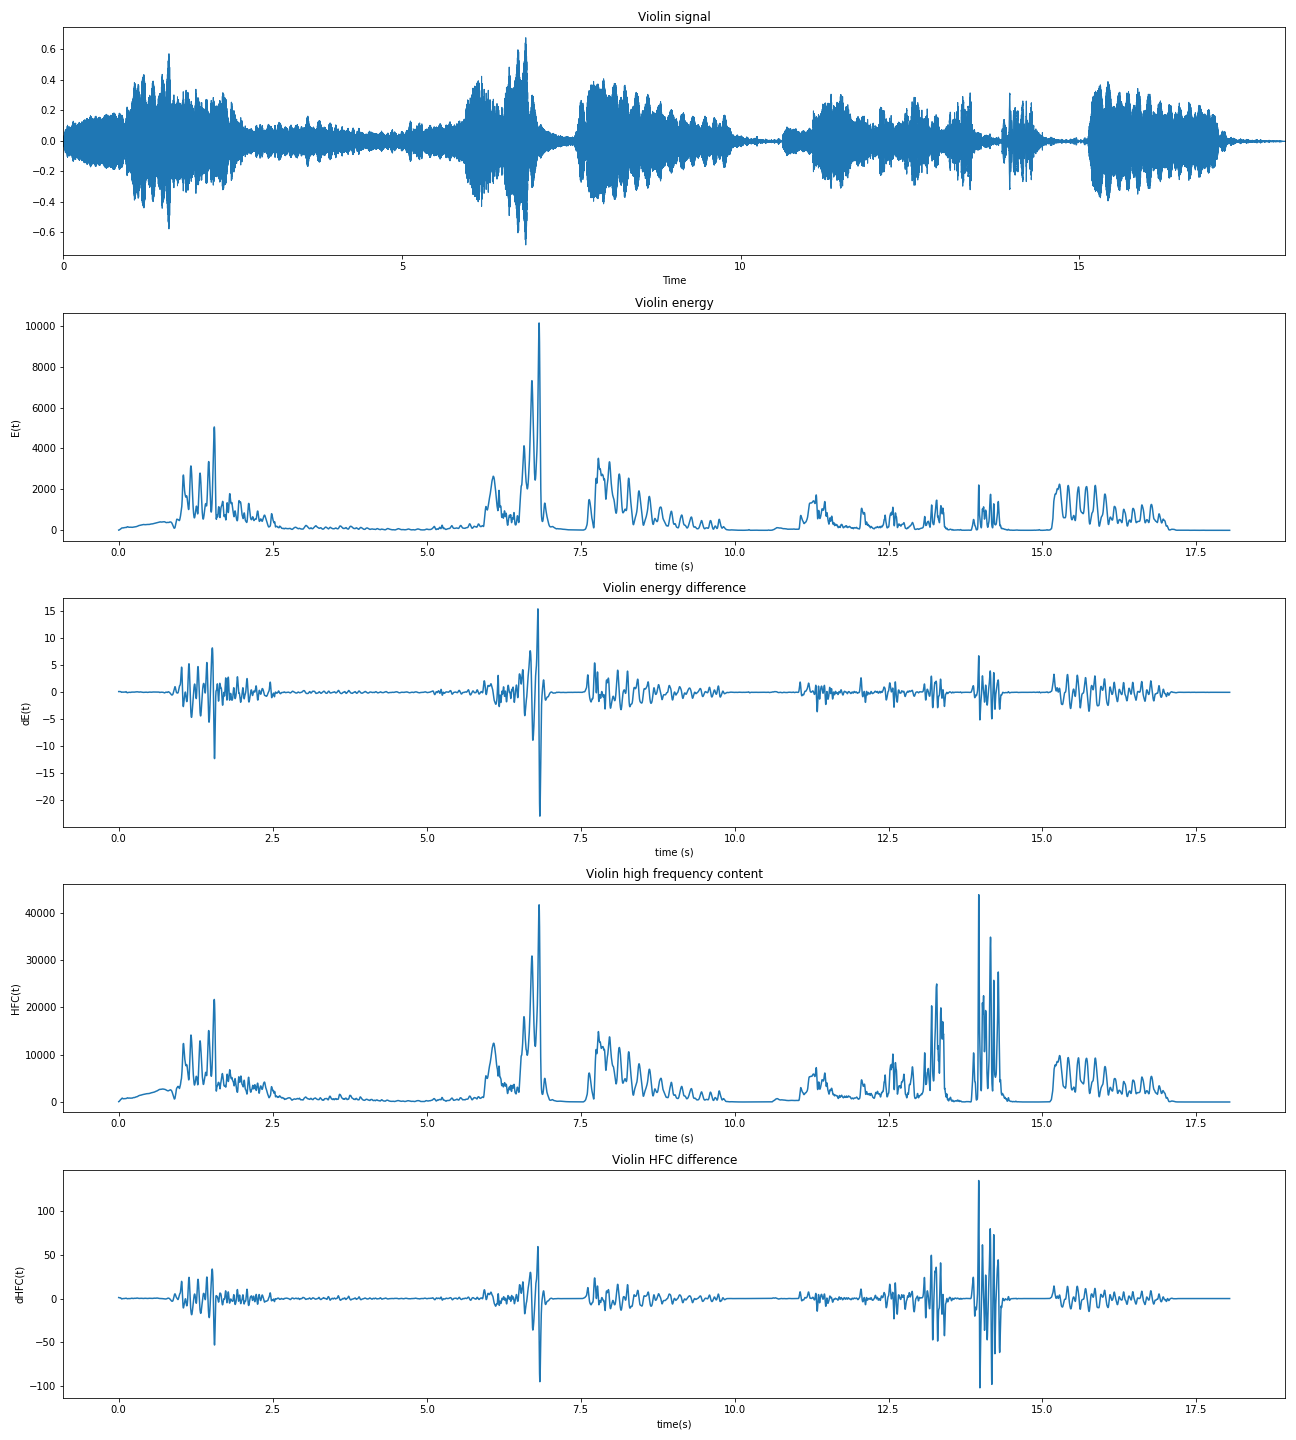 Violin signal
0.6
0.4
0.2
0.0
−0.2
−0.4
−0.6
0 5 10 15
Time
Violin energy
10000
8000
6000
4000
2000
0
E(t)
0.0 2.5 5.0 7.5 10.0 12.5 15.0 17.5
time (s)
Violin energy difference
15
10
5
0
−5
−10
−15
−20
dE(t)
0.0 2.5 5.0 7.5 10.0 12.5 15.0 17.5
time (s)
Violin high frequency content
40000
30000
20000
10000
0
HFC(t)
0.0 2.5 5.0 7.5 10.0 12.5 15.0 17.5
time (s)
Violin HFC difference
100
50
0
−50
−100
dHFC(t)
0.0 2.5 5.0 7.5 10.0 12.5 15.0 17.5
time(s)